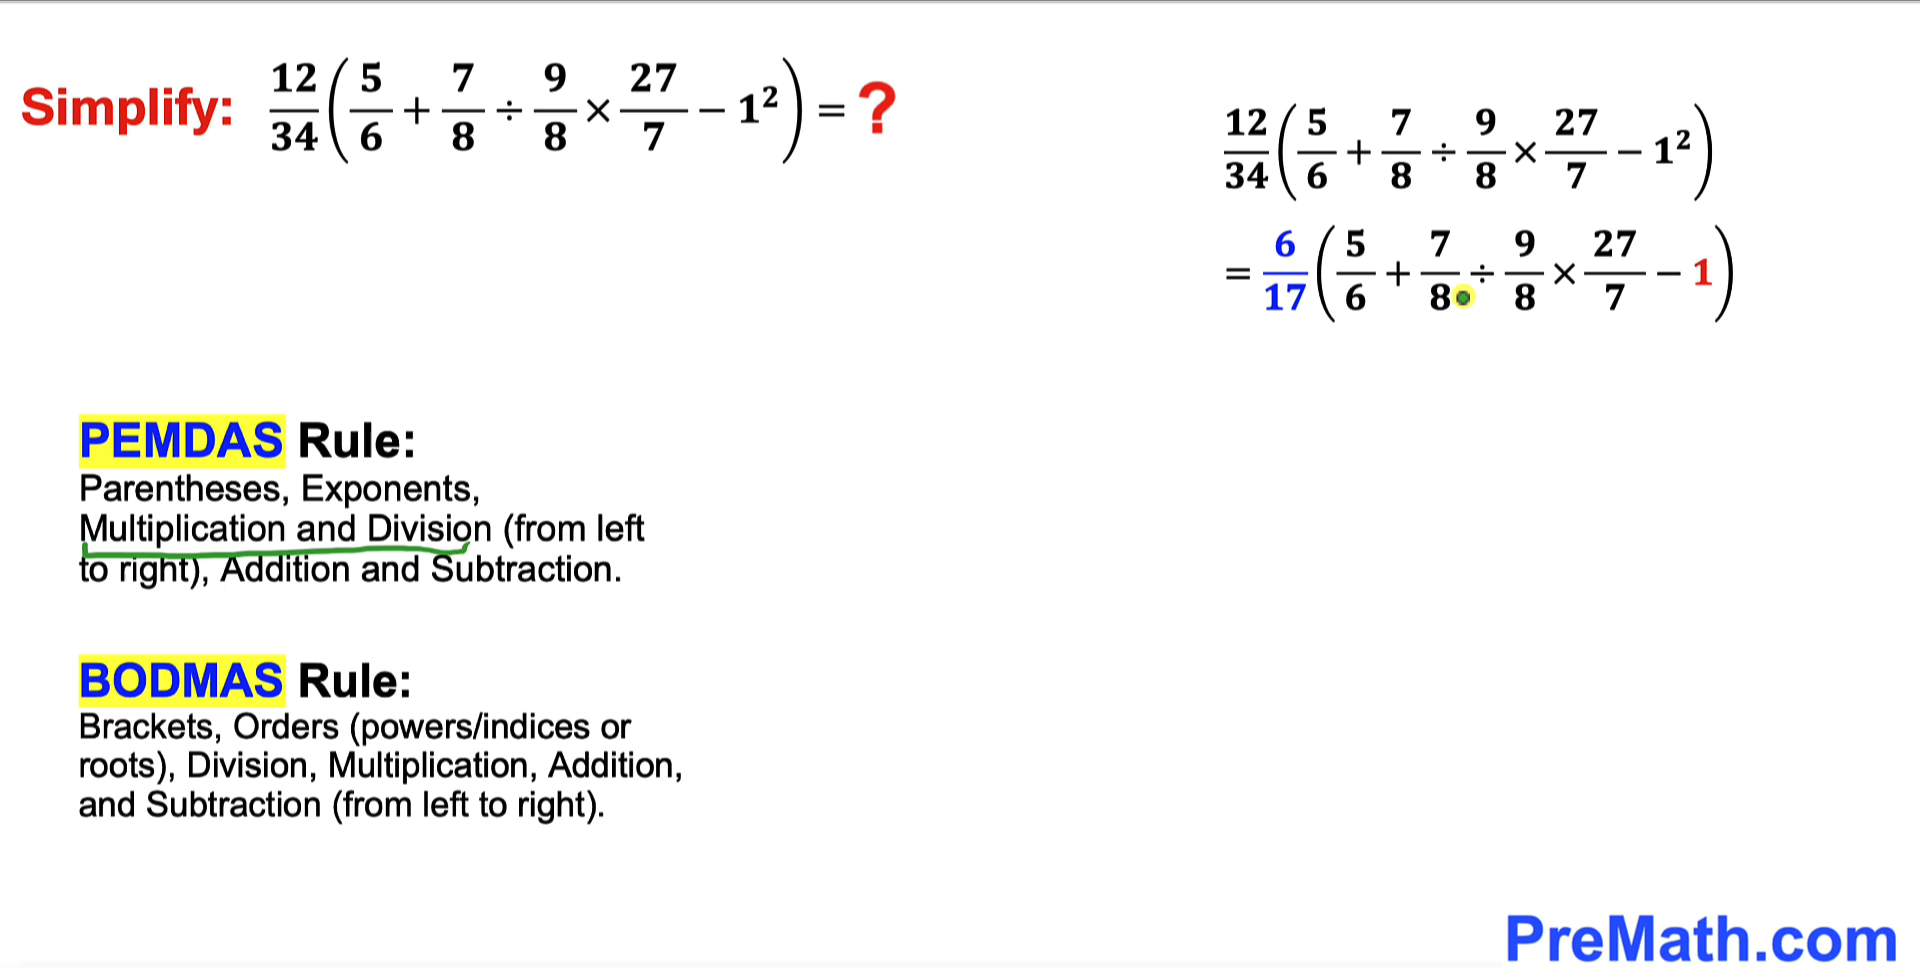 Simplify: 12/34 (5/6 + 7/8 ÷ 9/8 × 27/7 − 1²) = ?
12/34 (5/6 + 7/8 ÷ 9/8 × 27/7 − 1²)
= 6/17 (5/6 + 7/8 ÷ 9/8 × 27/7 − 1)
PEMDAS Rule:
Parentheses, Exponents,
Multiplication and Division (from left
to right), Addition and Subtraction.
BODMAS Rule:
Brackets, Orders (powers/indices or
roots), Division, Multiplication, Addition,
and Subtraction (from left to right).
PreMath.com